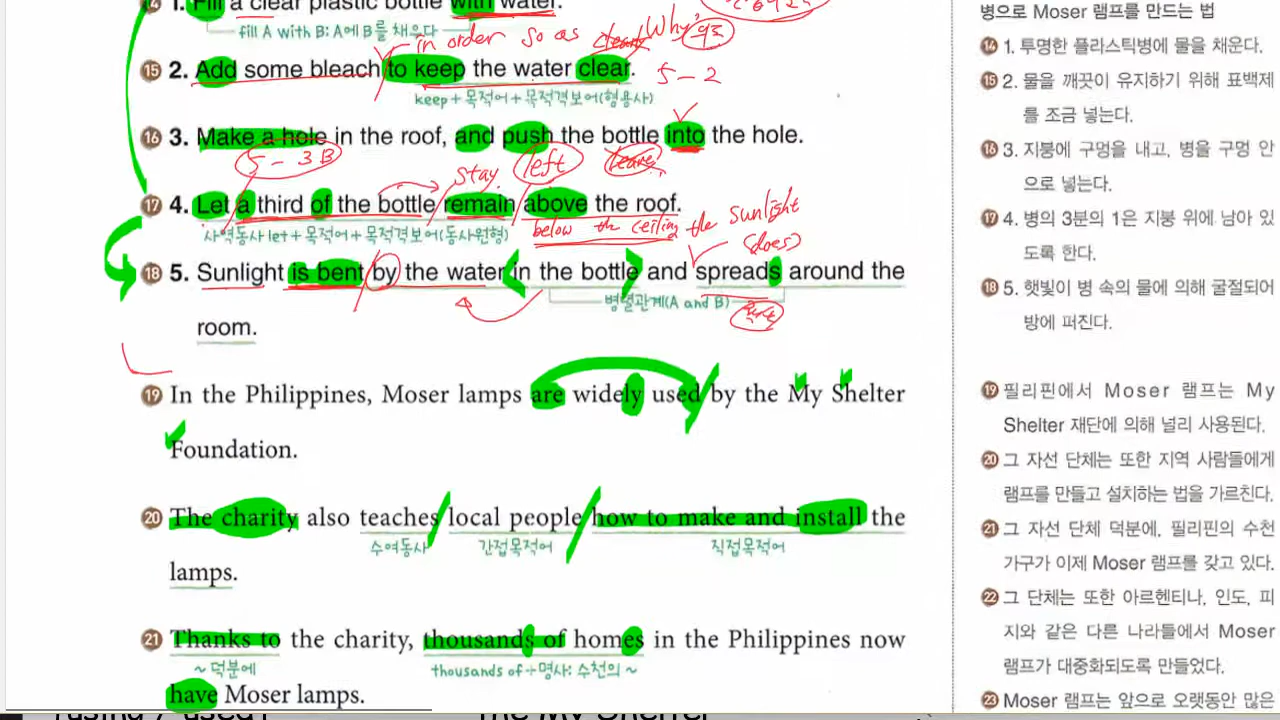 1. Fill a clear plastic bottle with water.
fill A with B: A에 B를 채우다
in order so as clearly Why?
⑮ 2. Add some bleach to keep the water clear. 5-2
keep+목적어+목적격보어(형용사)
⑯ 3. Make a hole in the roof, and push the bottle into the hole.
5-3B stay left leave
⑰ 4. Let a third of the bottle remain above the roof.
사역동사 let+목적어+목적격보어(동사원형)
below the ceiling the sunlight
(does)
⑱ 5. Sunlight is bent by the water in the bottle and spreads around the
병렬관계(A and B)
room.
⑲ In the Philippines, Moser lamps are widely used by the My Shelter
Foundation.
⑳ The charity also teaches local people how to make and install the
수여동사 간접목적어 직접목적어
lamps.
㉑ Thanks to the charity, thousands of homes in the Philippines now
~ 덕분에 thousands of+명사: 수천의 ~
have Moser lamps.
The My Shelter
병으로 Moser 램프를 만드는 법
⑭ 1. 투명한 플라스틱병에 물을 채운다.
⑮ 2. 물을 깨끗이 유지하기 위해 표백제
를 조금 넣는다.
⑯ 3. 지붕에 구멍을 내고, 병을 구멍 안
으로 넣는다.
⑰ 4. 병의 3분의 1은 지붕 위에 남아 있
도록 한다.
⑱ 5. 햇빛이 병 속의 물에 의해 굴절되어
방에 퍼진다.
⑲ 필리핀에서 Moser 램프는 My
Shelter 재단에 의해 널리 사용된다.
⑳ 그 자선 단체는 또한 지역 사람들에게
램프를 만들고 설치하는 법을 가르친다.
㉑ 그 자선 단체 덕분에, 필리핀의 수천
가구가 이제 Moser 램프를 갖고 있다.
㉒ 그 단체는 또한 아르헨티나, 인도, 피
지와 같은 다른 나라들에서 Moser
램프가 대중화되도록 만들었다.
㉓ Moser 램프는 앞으로 오랫동안 많은